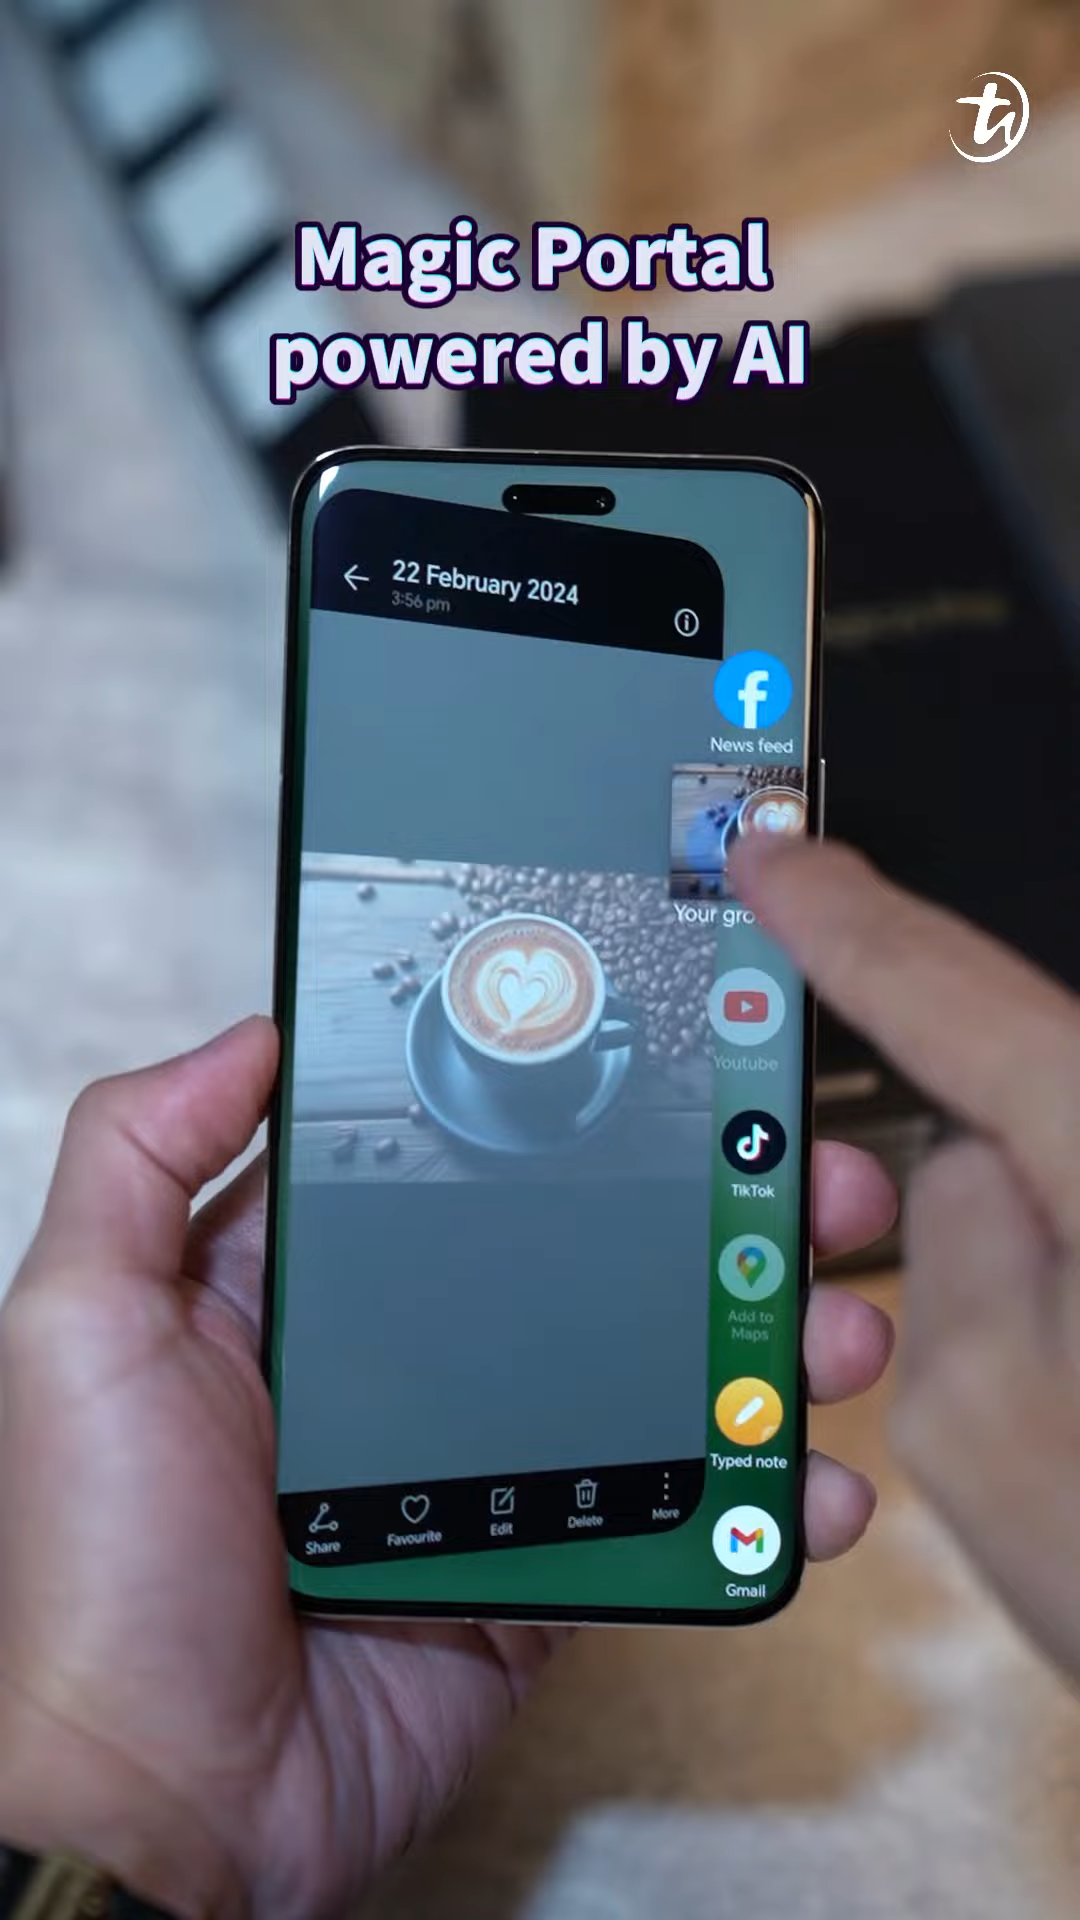 Magic Portal
powered by AI
22 February 2024
3:56 pm
News feed
Your
Youtube
TikTok
Add to
Maps
Typed note
Gmail
Share
Favourite
Edit
Delete
More